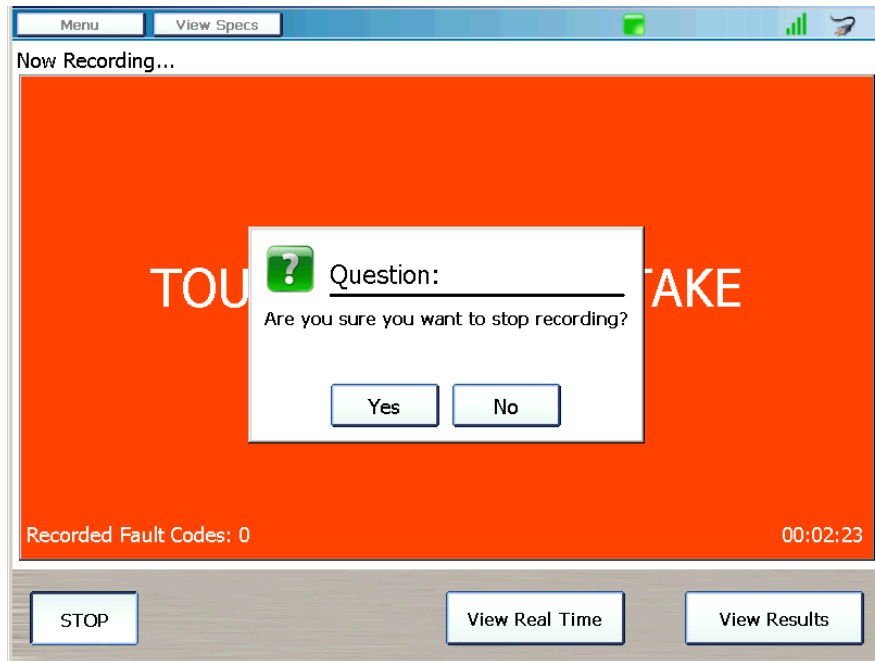 Menu View Specs
Now Recording...
TOU TAKE
Question:
Are you sure you want to stop recording?
Yes No
Recorded Fault Codes: 0 00:02:23
STOP View Real Time View Results